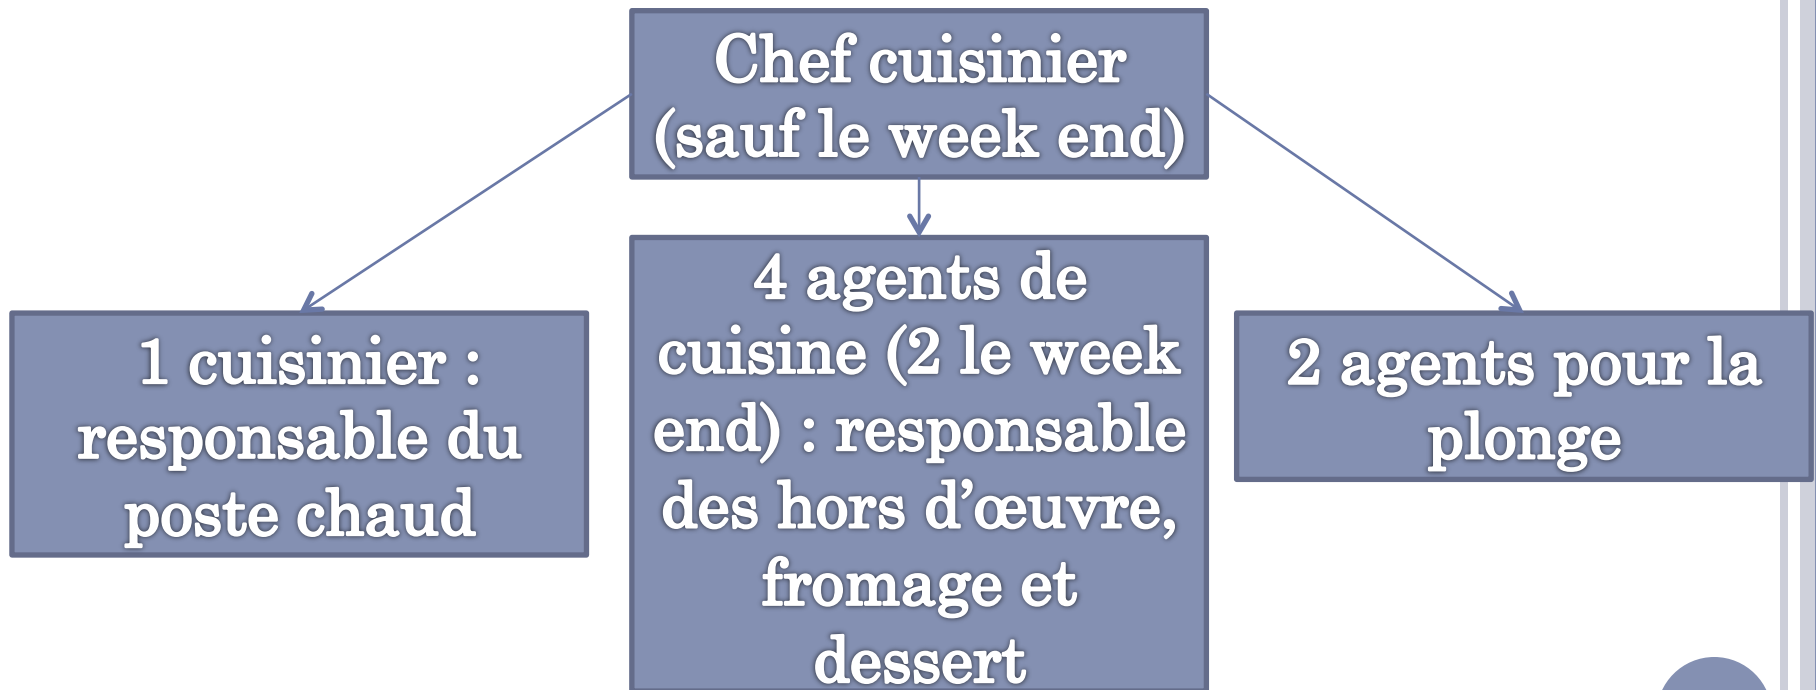 Chef cuisinier
(sauf le week end)
1 cuisinier :
responsable du
poste chaud
4 agents de
cuisine (2 le week
end) : responsable
des hors d’œuvre,
fromage et
dessert
2 agents pour la
plonge